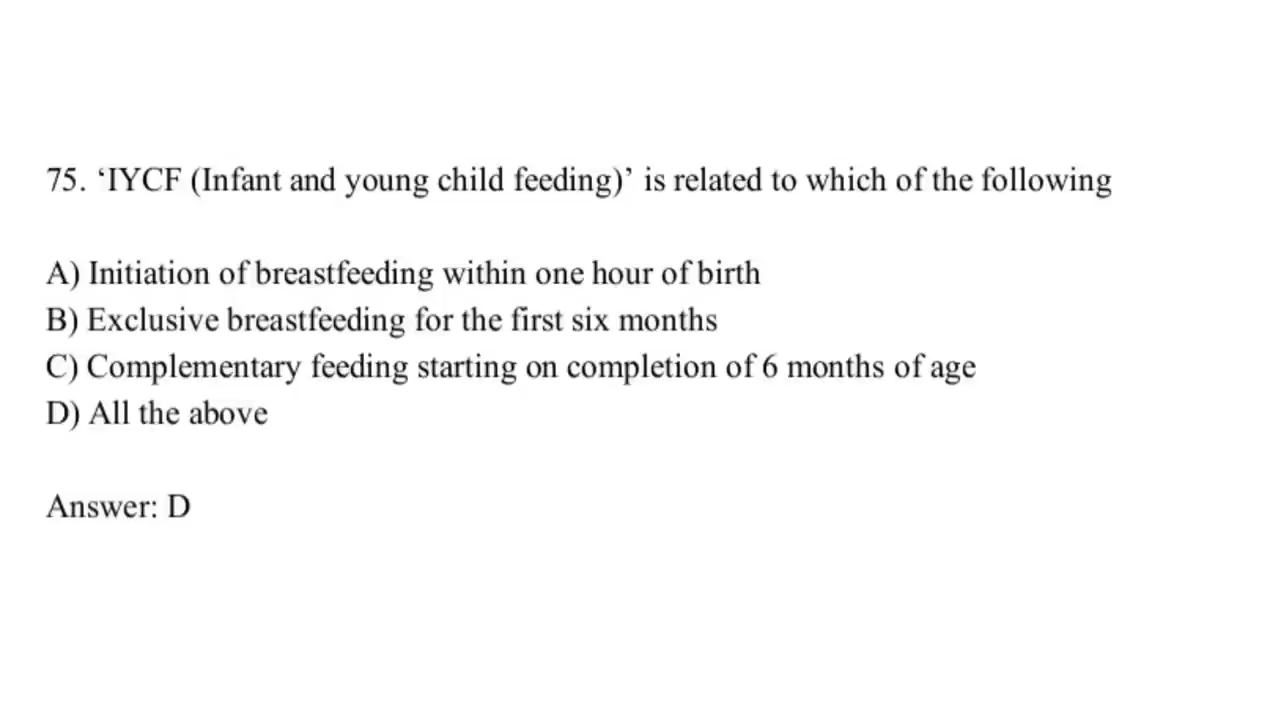 75. ‘IYCF (Infant and young child feeding)’ is related to which of the following
A) Initiation of breastfeeding within one hour of birth
B) Exclusive breastfeeding for the first six months
C) Complementary feeding starting on completion of 6 months of age
D) All the above
Answer: D